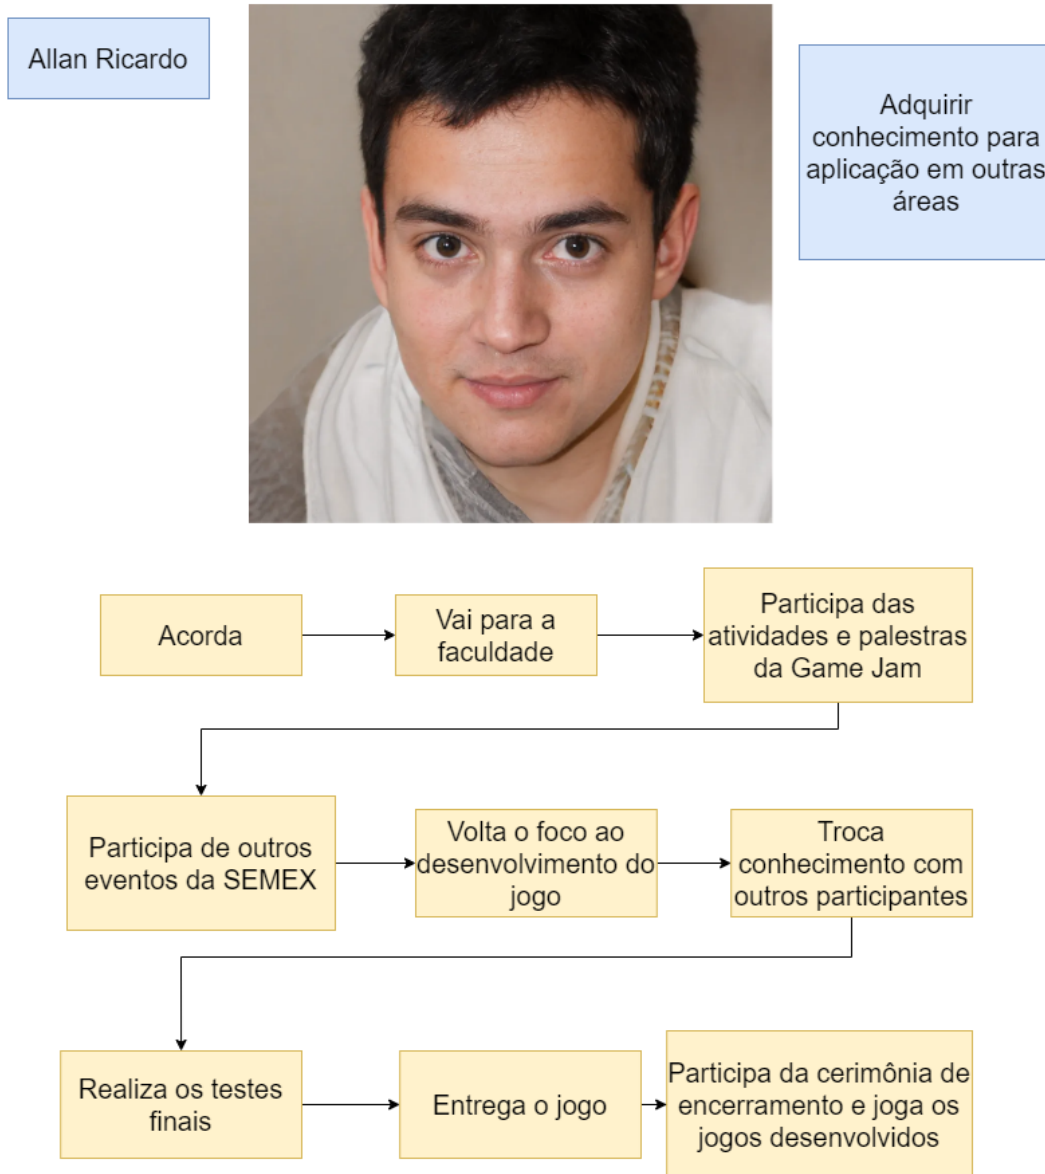 Allan Ricardo
Adquirir
conhecimento para
aplicação em outras
áreas
Acorda
Vai para a
faculdade
Participa das
atividades e palestras
da Game Jam
Participa de outros
eventos da SEMEX
Volta o foco ao
desenvolvimento do
jogo
Troca
conhecimento com
outros participantes
Realiza os testes
finais
Entrega o jogo
Participa da cerimônia de
encerramento e joga os
jogos desenvolvidos